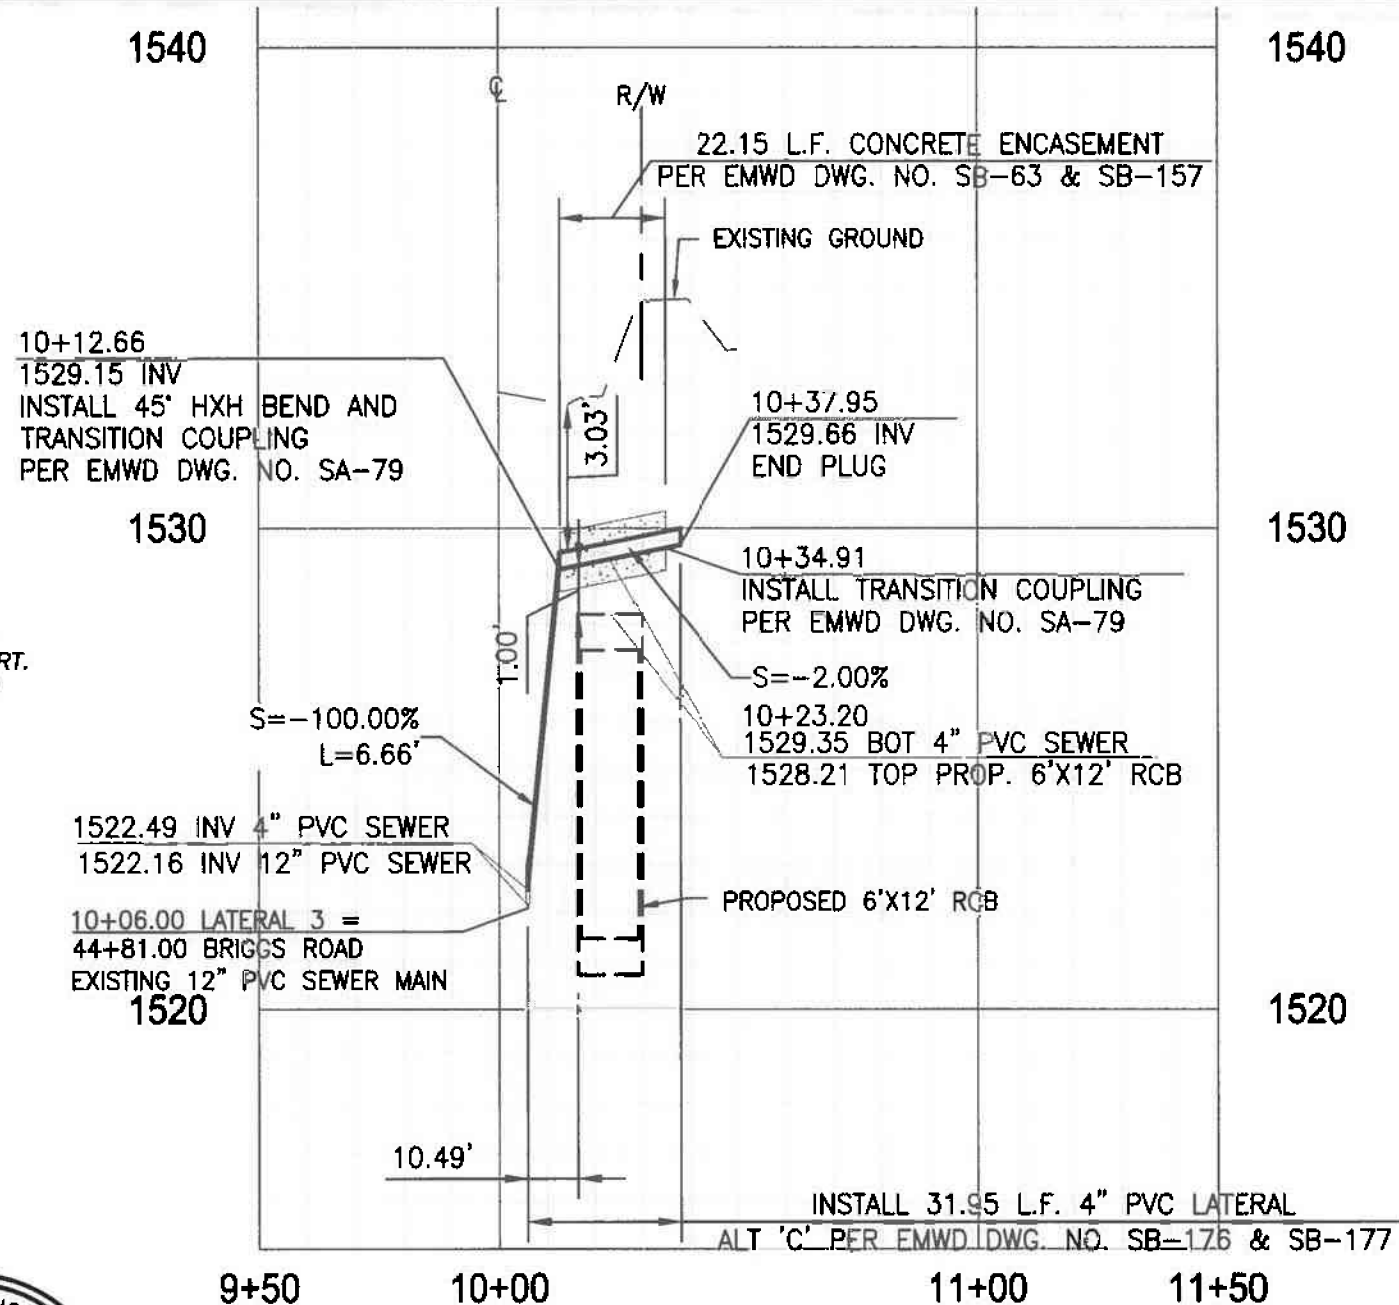 1540
1540
℄
R/W
22.15 L.F. CONCRETE ENCASEMENT
PER EMWD DWG. NO. SB-63 & SB-157
EXISTING GROUND
10+12.66
1529.15 INV
INSTALL 45° HXH BEND AND
TRANSITION COUPLING
PER EMWD DWG. NO. SA-79
3.03'
10+37.95
1529.66 INV
END PLUG
1530
1530
10+34.91
INSTALL TRANSITION COUPLING
PER EMWD DWG. NO. SA-79
1.00'
RT.
S=-2.00%
S=-100.00%
L=6.66'
10+23.20
1529.35 BOT 4" PVC SEWER
1528.21 TOP PROP. 6'X12' RCB
1522.49 INV 4" PVC SEWER
1522.16 INV 12" PVC SEWER
PROPOSED 6'X12' RCB
10+06.00 LATERAL 3 =
44+81.00 BRIGGS ROAD
EXISTING 12" PVC SEWER MAIN
1520
1520
10.49'
INSTALL 31.95 L.F. 4" PVC LATERAL
ALT 'C' PER EMWD DWG. NO. SB-176 & SB-177
9+50
10+00
11+00
11+50